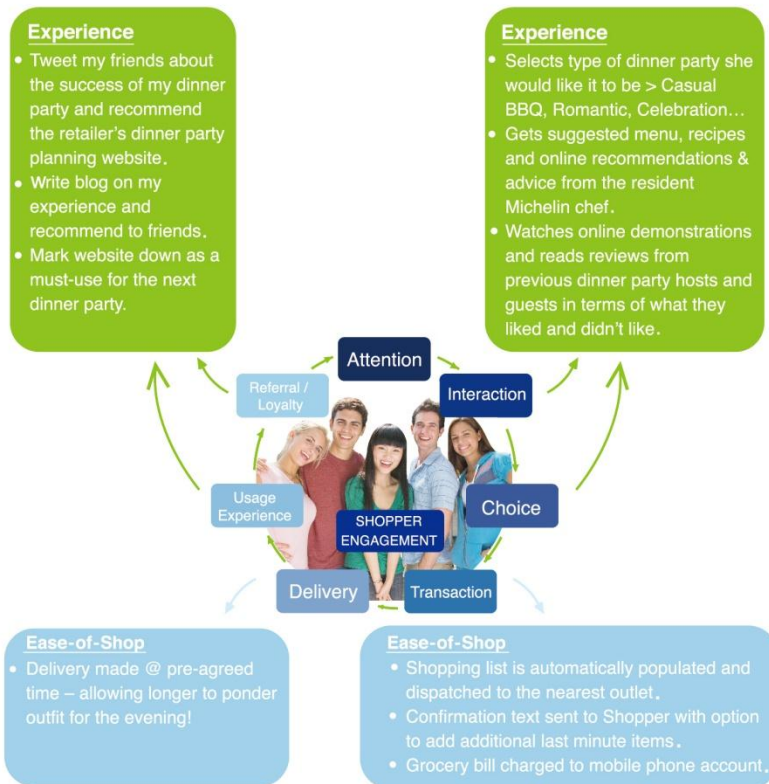 Experience
• Tweet my friends about
the success of my dinner
party and recommend
the retailer's dinner party
planning website.
• Write blog on my
experience and
recommend to friends.
• Mark website down as a
must-use for the next
dinner party.
Experience
• Selects type of dinner party she
would like it to be > Casual
BBQ, Romantic, Celebration…
• Gets suggested menu, recipes
and online recommendations &
advice from the resident
Michelin chef.
• Watches online demonstrations
and reads reviews from
previous dinner party hosts and
guests in terms of what they
liked and didn't like.
Attention
Interaction
Choice
Transaction
Delivery
Usage
Experience
Referral /
Loyalty
SHOPPER
ENGAGEMENT
Ease-of-Shop
• Delivery made @ pre-agreed
time – allowing longer to ponder
outfit for the evening!
Ease-of-Shop
• Shopping list is automatically populated and
dispatched to the nearest outlet.
• Confirmation text sent to Shopper with option
to add additional last minute items.
• Grocery bill charged to mobile phone account.